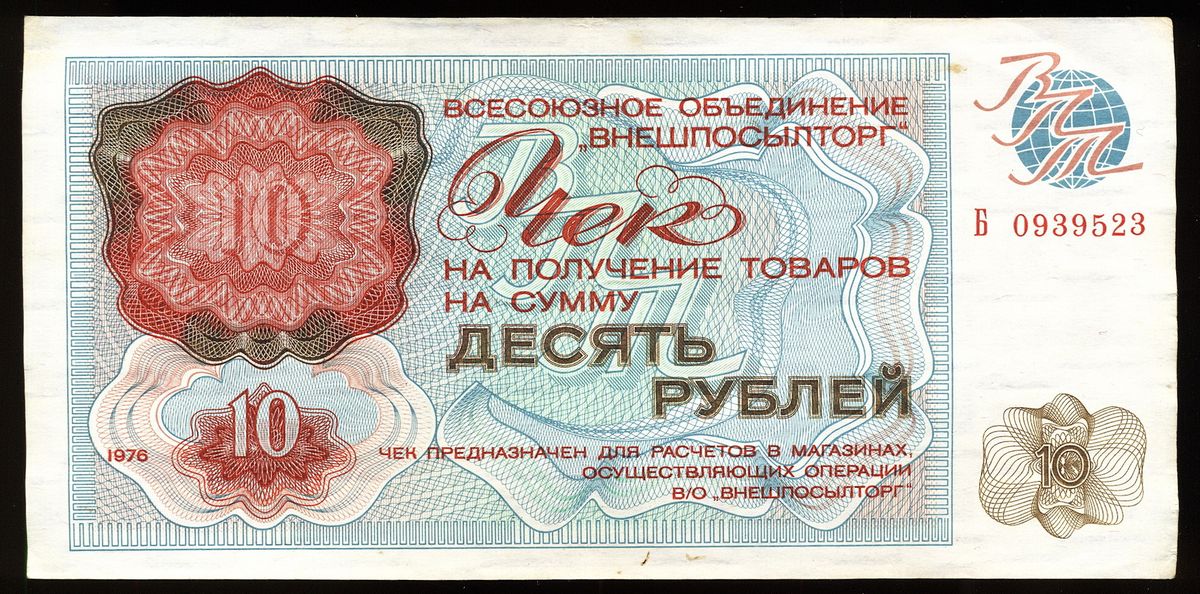 10
10
1976
ВСЕСОЮЗНОЕ ОБЪЕДИНЕНИЕ
„ВНЕШПОСЫЛТОРГ"
ВПТ
Чек
НА ПОЛУЧЕНИЕ ТОВАРОВ
НА СУММУ
ДЕСЯТЬ
РУБЛЕЙ
ЧЕК ПРЕДНАЗНАЧЕН ДЛЯ РАСЧЕТОВ В МАГАЗИНАХ,
ОСУЩЕСТВЛЯЮЩИХ ОПЕРАЦИИ
В/О „ВНЕШПОСЫЛТОРГ"
ВПТ
Б 0939523
10